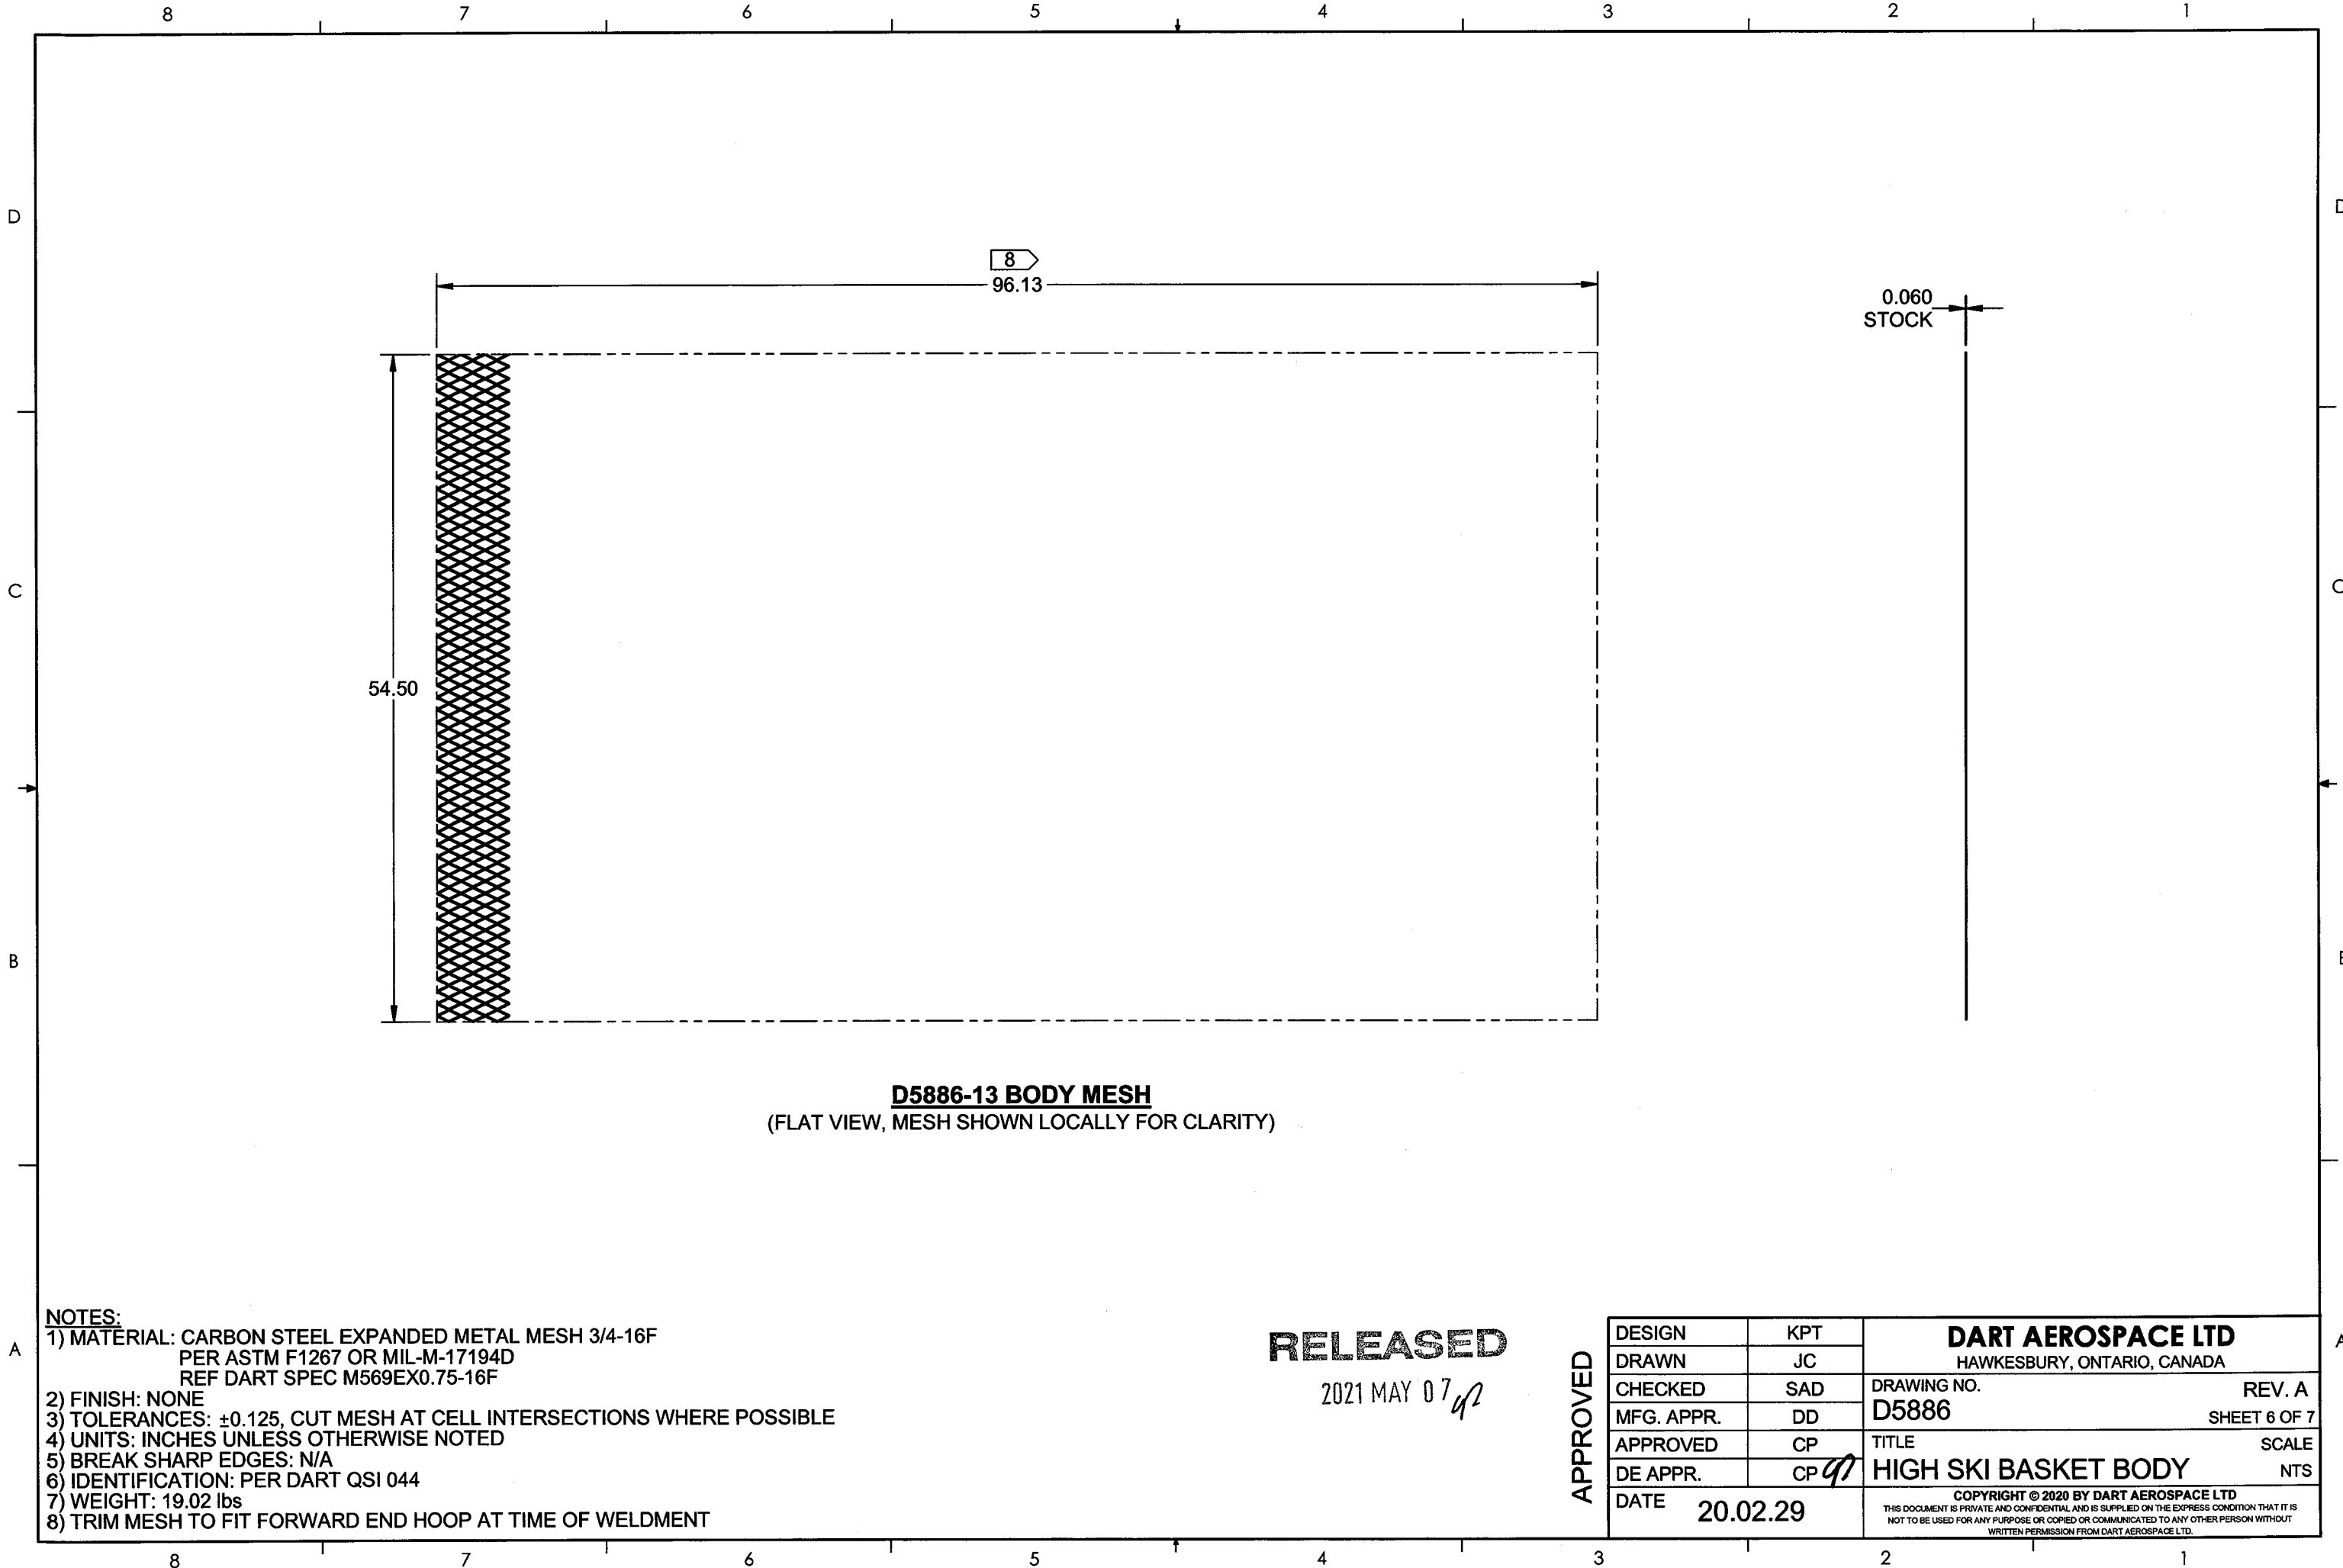 8 7 6 5 4 3 2 1
D
D
8
96.13
0.060
STOCK
C
C
54.50
B
D5886-13 BODY MESH
(FLAT VIEW, MESH SHOWN LOCALLY FOR CLARITY)
A
A
NOTES:
1) MATERIAL: CARBON STEEL EXPANDED METAL MESH 3/4-16F
PER ASTM F1267 OR MIL-M-17194D
REF DART SPEC M569EX0.75-16F
2) FINISH: NONE
3) TOLERANCES: ±0.125, CUT MESH AT CELL INTERSECTIONS WHERE POSSIBLE
4) UNITS: INCHES UNLESS OTHERWISE NOTED
5) BREAK SHARP EDGES: N/A
6) IDENTIFICATION: PER DART QSI 044
7) WEIGHT: 19.02 lbs
8) TRIM MESH TO FIT FORWARD END HOOP AT TIME OF WELDMENT
RELEASED
2021 MAY 07
APPROVED
DESIGN KPT
DRAWN JC
CHECKED SAD
MFG. APPR. DD
APPROVED CP
DE APPR. CP
DATE 20.02.29
DART AEROSPACE LTD
HAWKESBURY, ONTARIO, CANADA
DRAWING NO. REV. A
D5886 SHEET 6 OF 7
TITLE SCALE
HIGH SKI BASKET BODY NTS
COPYRIGHT © 2020 BY DART AEROSPACE LTD
THIS DOCUMENT IS PRIVATE AND CONFIDENTIAL AND IS SUPPLIED ON THE EXPRESS CONDITION THAT IT IS
NOT TO BE USED FOR ANY PURPOSE OR COPIED OR COMMUNICATED TO ANY OTHER PERSON WITHOUT
WRITTEN PERMISSION FROM DART AEROSPACE LTD.
8 7 6 5 4 3 2 1